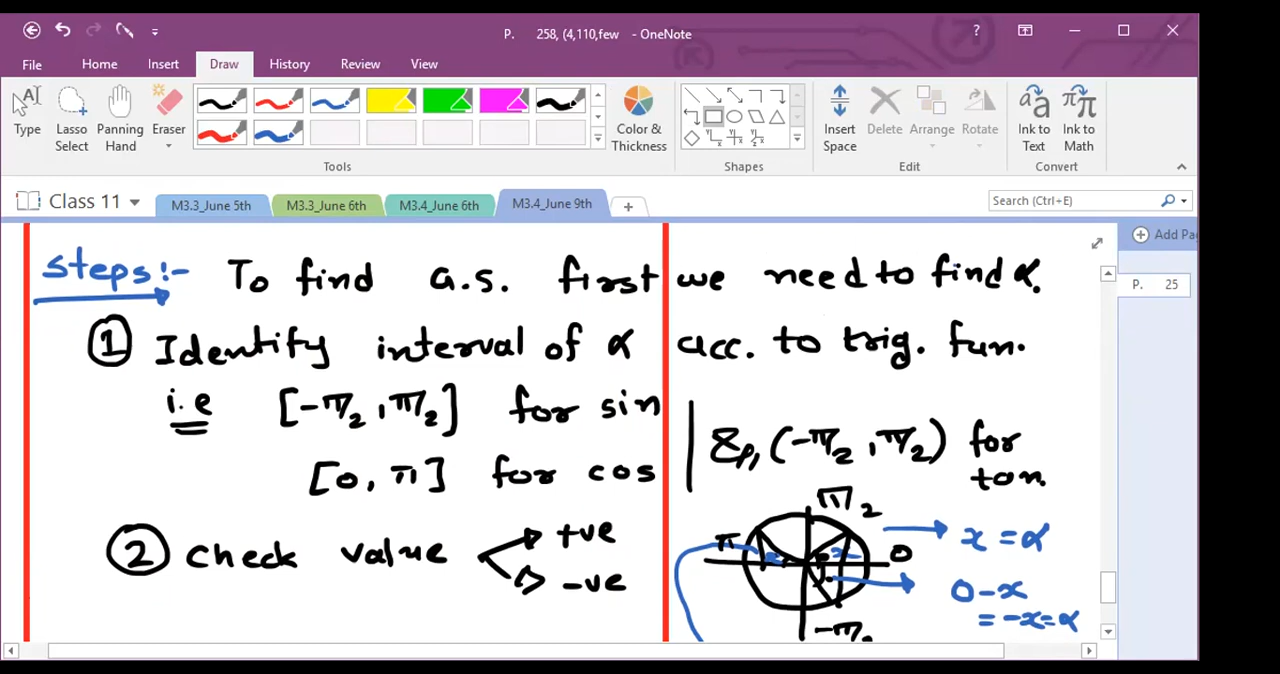 P. 258, (4,110,few - OneNote
?
File Home Insert Draw History Review View
Type
Lasso Select
Panning Hand
Eraser
Color & Thickness
Insert Space
Delete
Arrange
Rotate
Ink to Text
Ink to Math
Tools
Shapes
Edit
Convert
Class 11
M3.3_June 5th
M3.3_June 6th
M3.4_June 6th
M3.4_June 9th
+
Search (Ctrl+E)
Add Pa
P. 25
Steps:-
To find G.S. first we need to find α.
① Identify interval of α acc. to trig. fun.
i.e [-π/2, π/2] for sin
[0, π] for cos
&, (-π/2, π/2) for tan.
② Check value
+ve
-ve
π/2
π
0
x
x
x = α
0-x
= -x = α